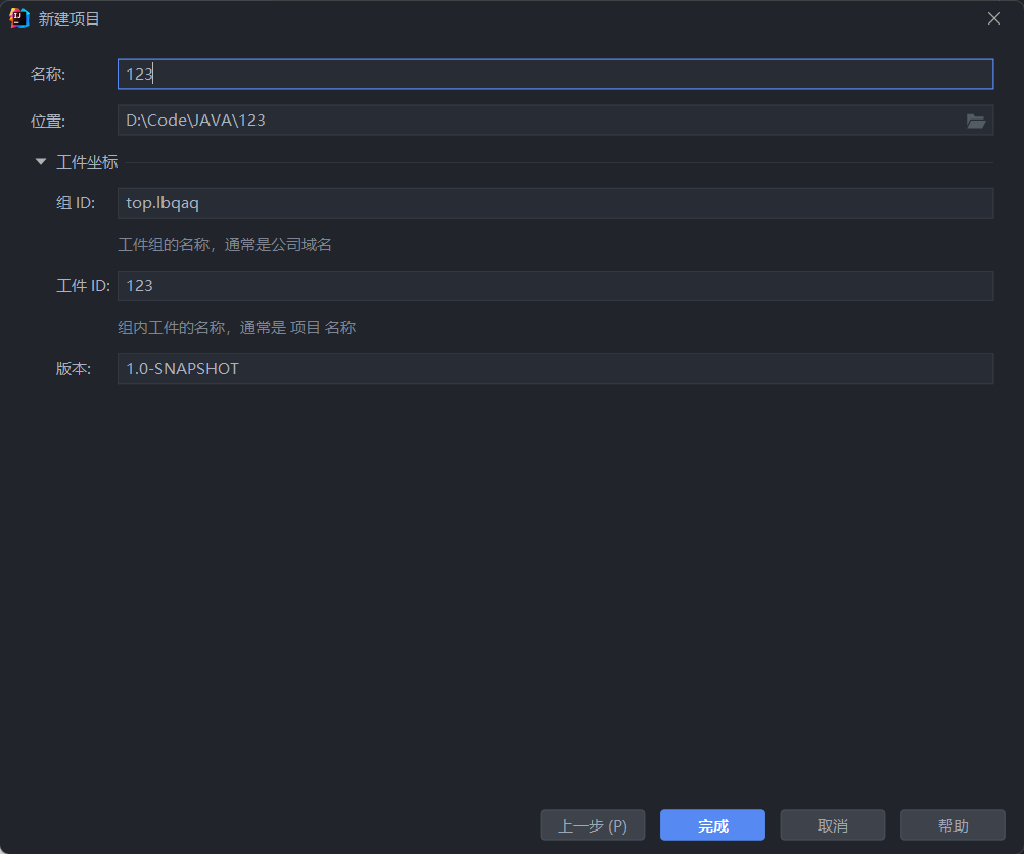 新建项目
名称: 123
位置: D:\Code\JAVA\123
工件坐标
组 ID: top.lbqaq
工件组的名称，通常是公司域名
工件 ID: 123
组内工件的名称，通常是 项目 名称
版本: 1.0-SNAPSHOT
上一步 (P) 完成 取消 帮助